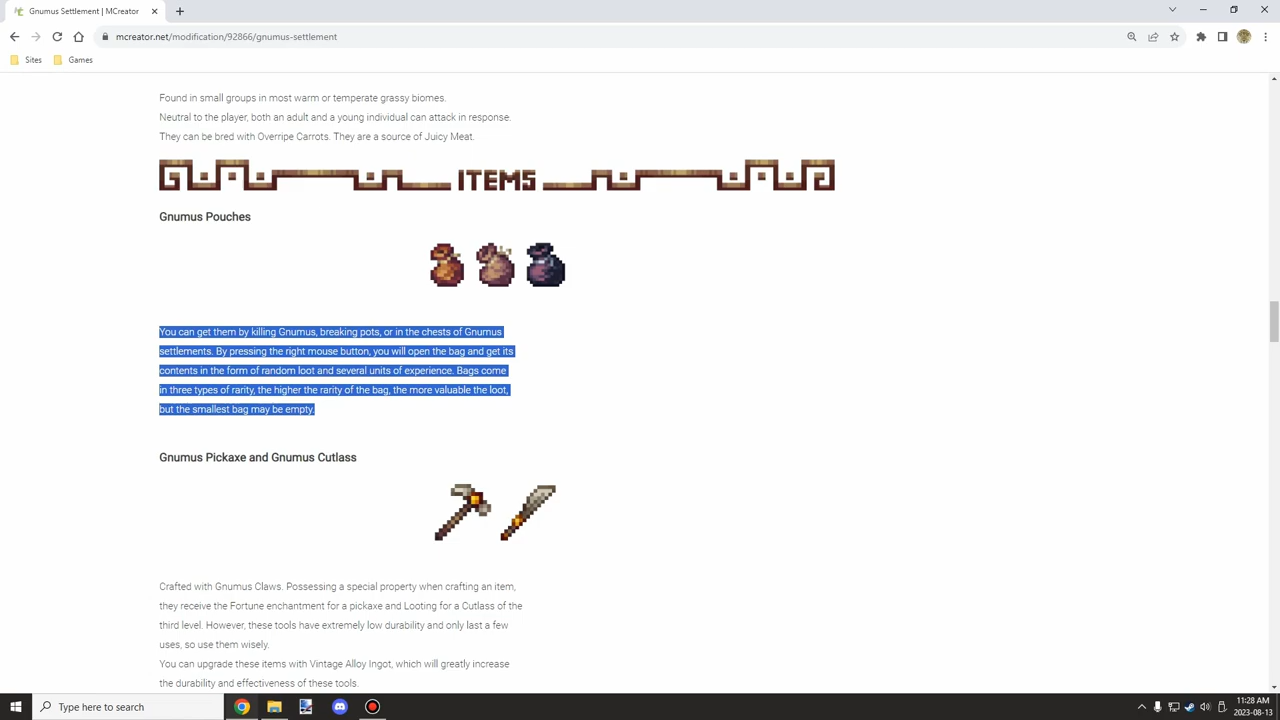 Gnumus Settlement | MCreator
mcreator.net/modification/92866/gnumus-settlement
Sites
Games
Found in small groups in most warm or temperate grassy biomes.
Neutral to the player, both an adult and a young individual can attack in response.
They can be bred with Overripe Carrots. They are a source of Juicy Meat.
ITEMS
Gnumus Pouches
You can get them by killing Gnumus, breaking pots, or in the chests of Gnumus
settlements. By pressing the right mouse button, you will open the bag and get its
contents in the form of random loot and several units of experience. Bags come
in three types of rarity, the higher the rarity of the bag, the more valuable the loot,
but the smallest bag may be empty.
Gnumus Pickaxe and Gnumus Cutlass
Crafted with Gnumus Claws. Possessing a special property when crafting an item,
they receive the Fortune enchantment for a pickaxe and Looting for a Cutlass of the
third level. However, these tools have extremely low durability and only last a few
uses, so use them wisely.
You can upgrade these items with Vintage Alloy Ingot, which will greatly increase
the durability and effectiveness of these tools.
Type here to search
11:28 AM
2023-08-13